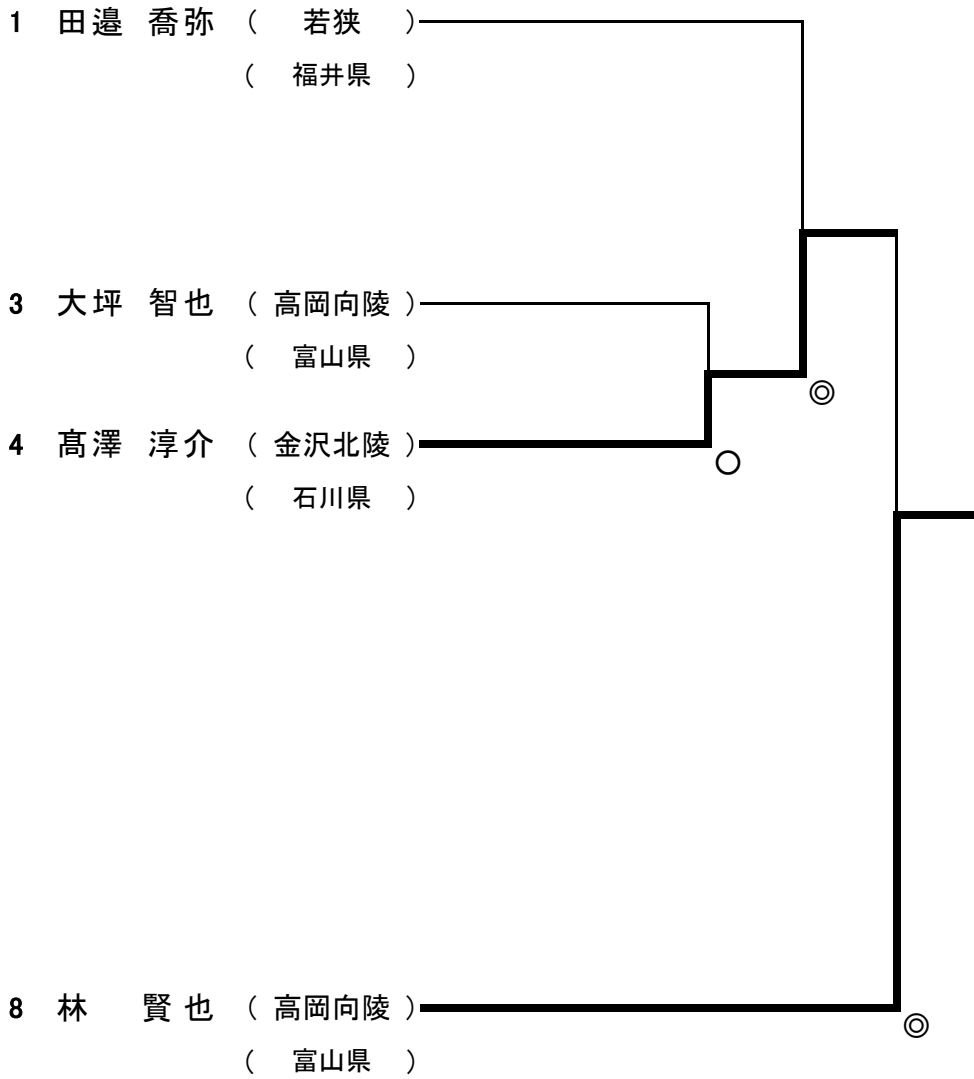 1 田邉 喬弥 ( 若狭 )
( 福井県 )
3 大坪 智也 ( 高岡向陵 )
( 富山県 )
◎
4 髙澤 淳介 ( 金沢北陵 )
○
( 石川県 )
8 林 賢也 ( 高岡向陵 )
◎
( 富山県 )